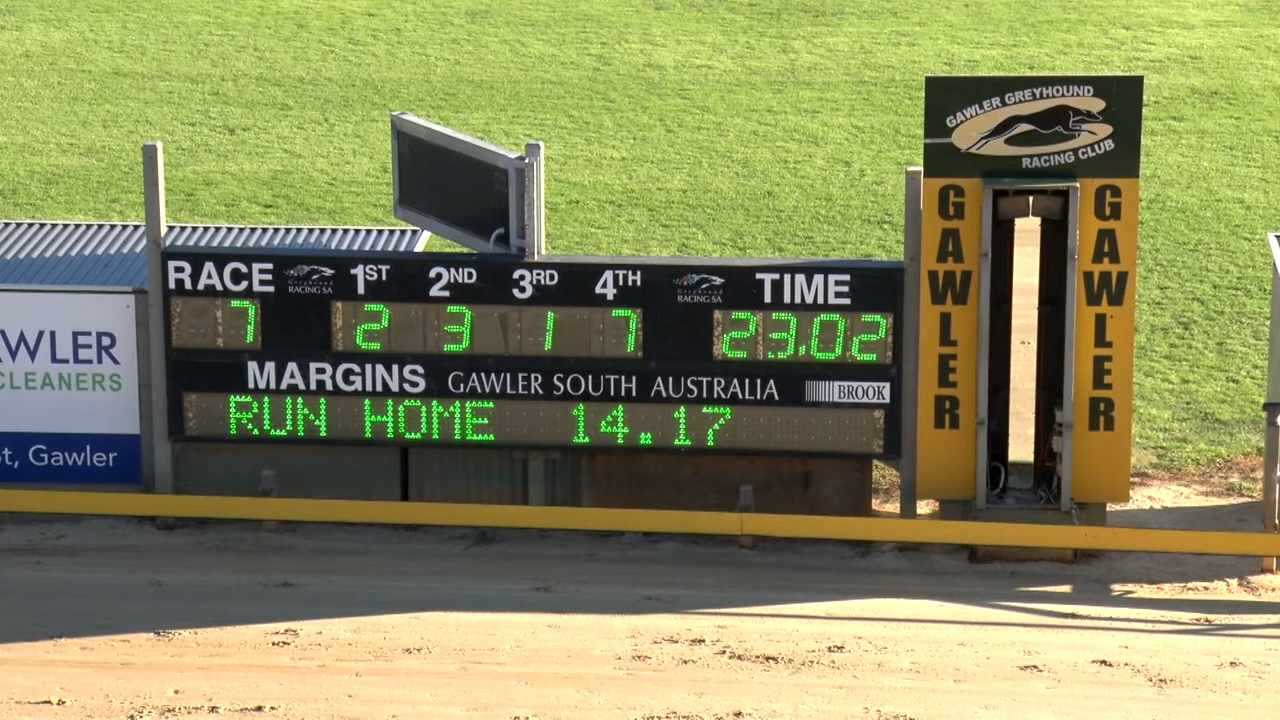 GAWLER GREYHOUND
RACING CLUB
GAWLER
GAWLER
RACE
Greyhound
RACING SA
1ST 2ND 3RD 4TH
Greyhound
RACING SA
TIME
7 2 3 1 7 23.02
MARGINS GAWLER SOUTH AUSTRALIA BROOK
RUN HOME 14.17
AWLER
CLEANERS
t, Gawler